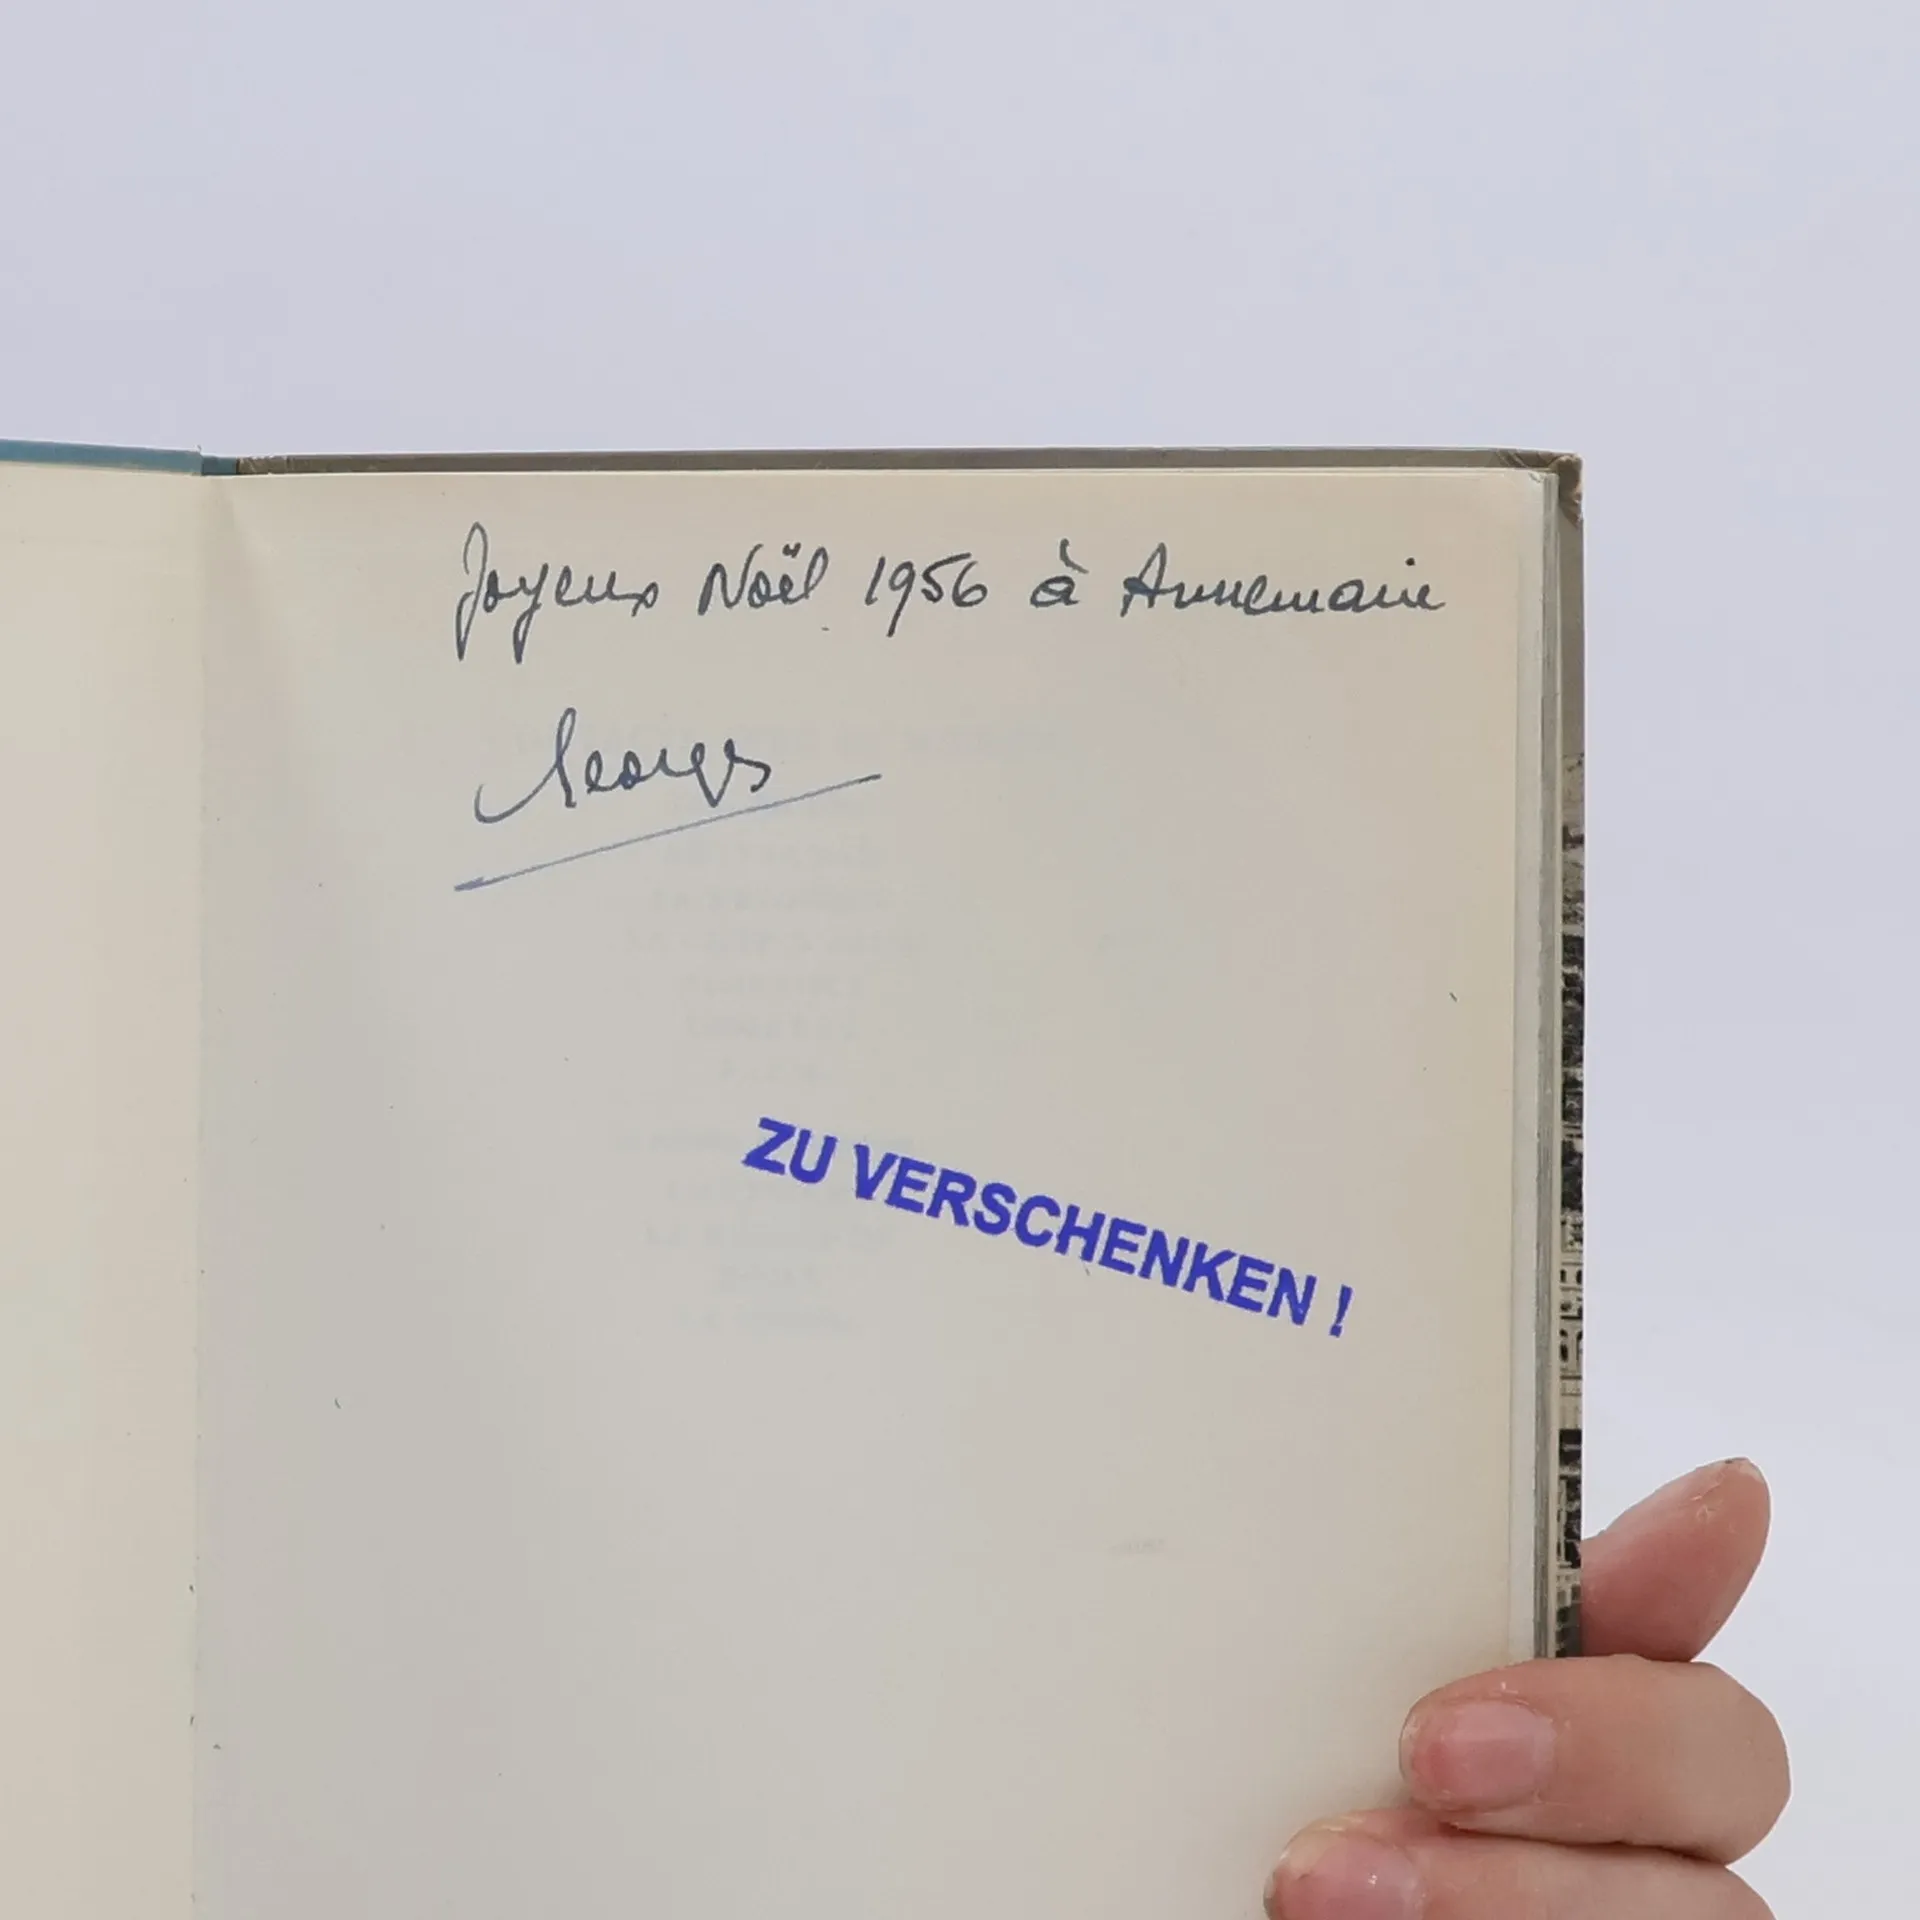 Joyeux Noël 1956 à Annemarie
Georges
ZU VERSCHENKEN !